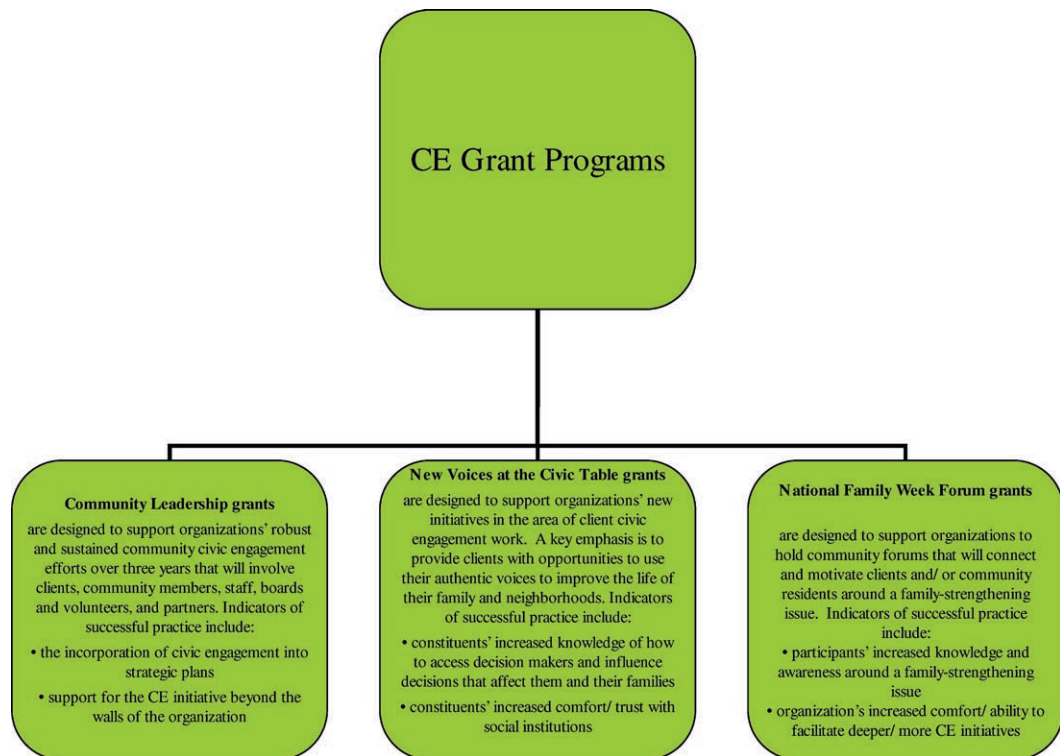 CE Grant Programs
Community Leadership grants
are designed to support organizations' robust
and sustained community civic engagement
efforts over three years that will involve
clients, community members, staff, boards
and volunteers, and partners. Indicators of
successful practice include:
• the incorporation of civic engagement into
strategic plans
• support for the CE initiative beyond the
walls of the organization
New Voices at the Civic Table grants
are designed to support organizations' new
initiatives in the area of client civic
engagement work.  A key emphasis is to
provide clients with opportunities to use
their authentic voices to improve the life of
their family and neighborhoods. Indicators
of successful practice include:
• constituents' increased knowledge of how
to access decision makers and influence
decisions that affect them and their families
• constituents' increased comfort/ trust with
social institutions
National Family Week Forum grants
are designed to support organizations to
hold community forums that will connect
and motivate clients and/ or community
residents around a family-strengthening
issue.  Indicators of successful practice
include:
• participants' increased knowledge and
awareness around a family-strengthening
issue
• organization's increased comfort/ ability to
facilitate deeper/ more CE initiatives